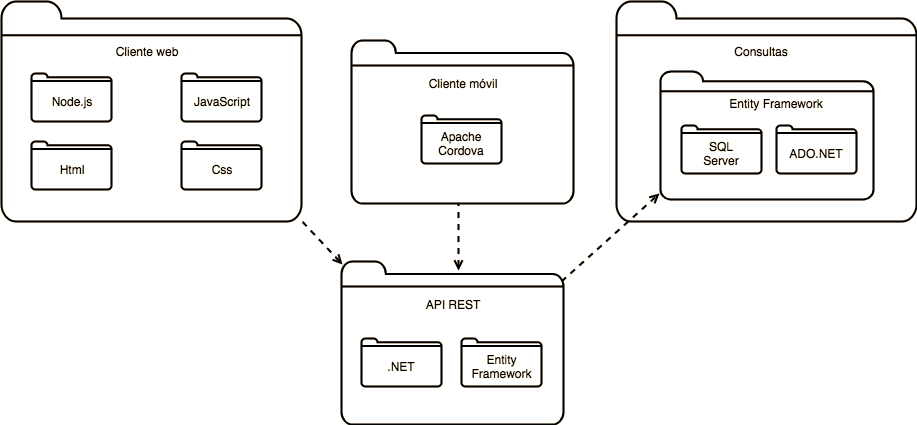 Cliente web
Node.js
JavaScript
Html
Css
Cliente móvil
Apache
Cordova
Consultas
Entity Framework
SQL
Server
ADO.NET
API REST
.NET
Entity
Framework